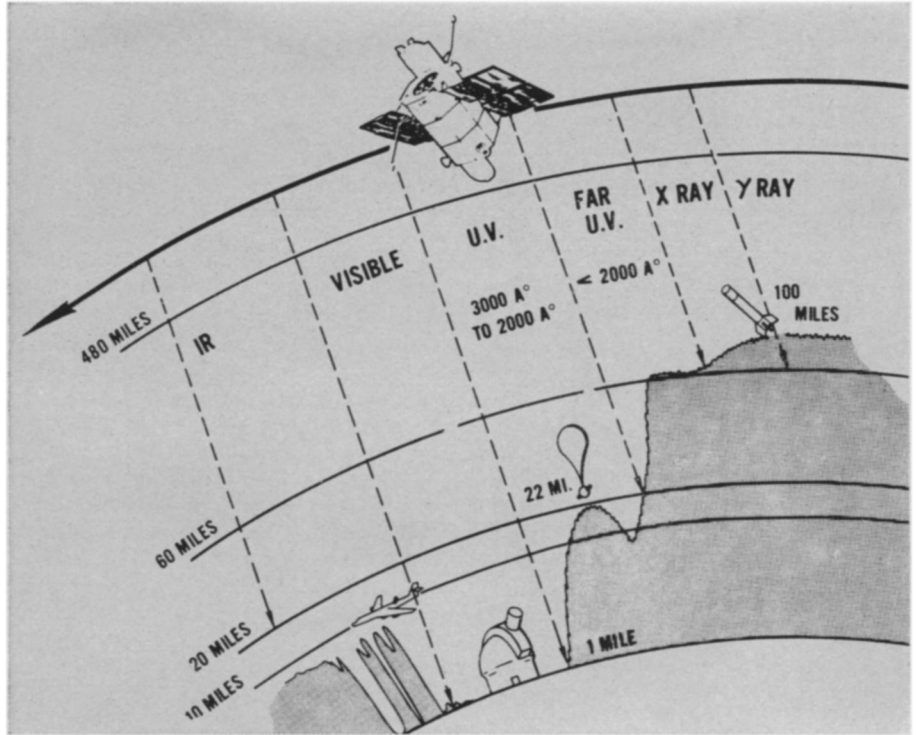 480 MILES
IR
VISIBLE
U.V.
3000 A°
TO 2000 A°
FAR
U.V.
< 2000 A°
X RAY
γ RAY
100
MILES
60 MILES
22 MI.
20 MILES
10 MILES
1 MILE